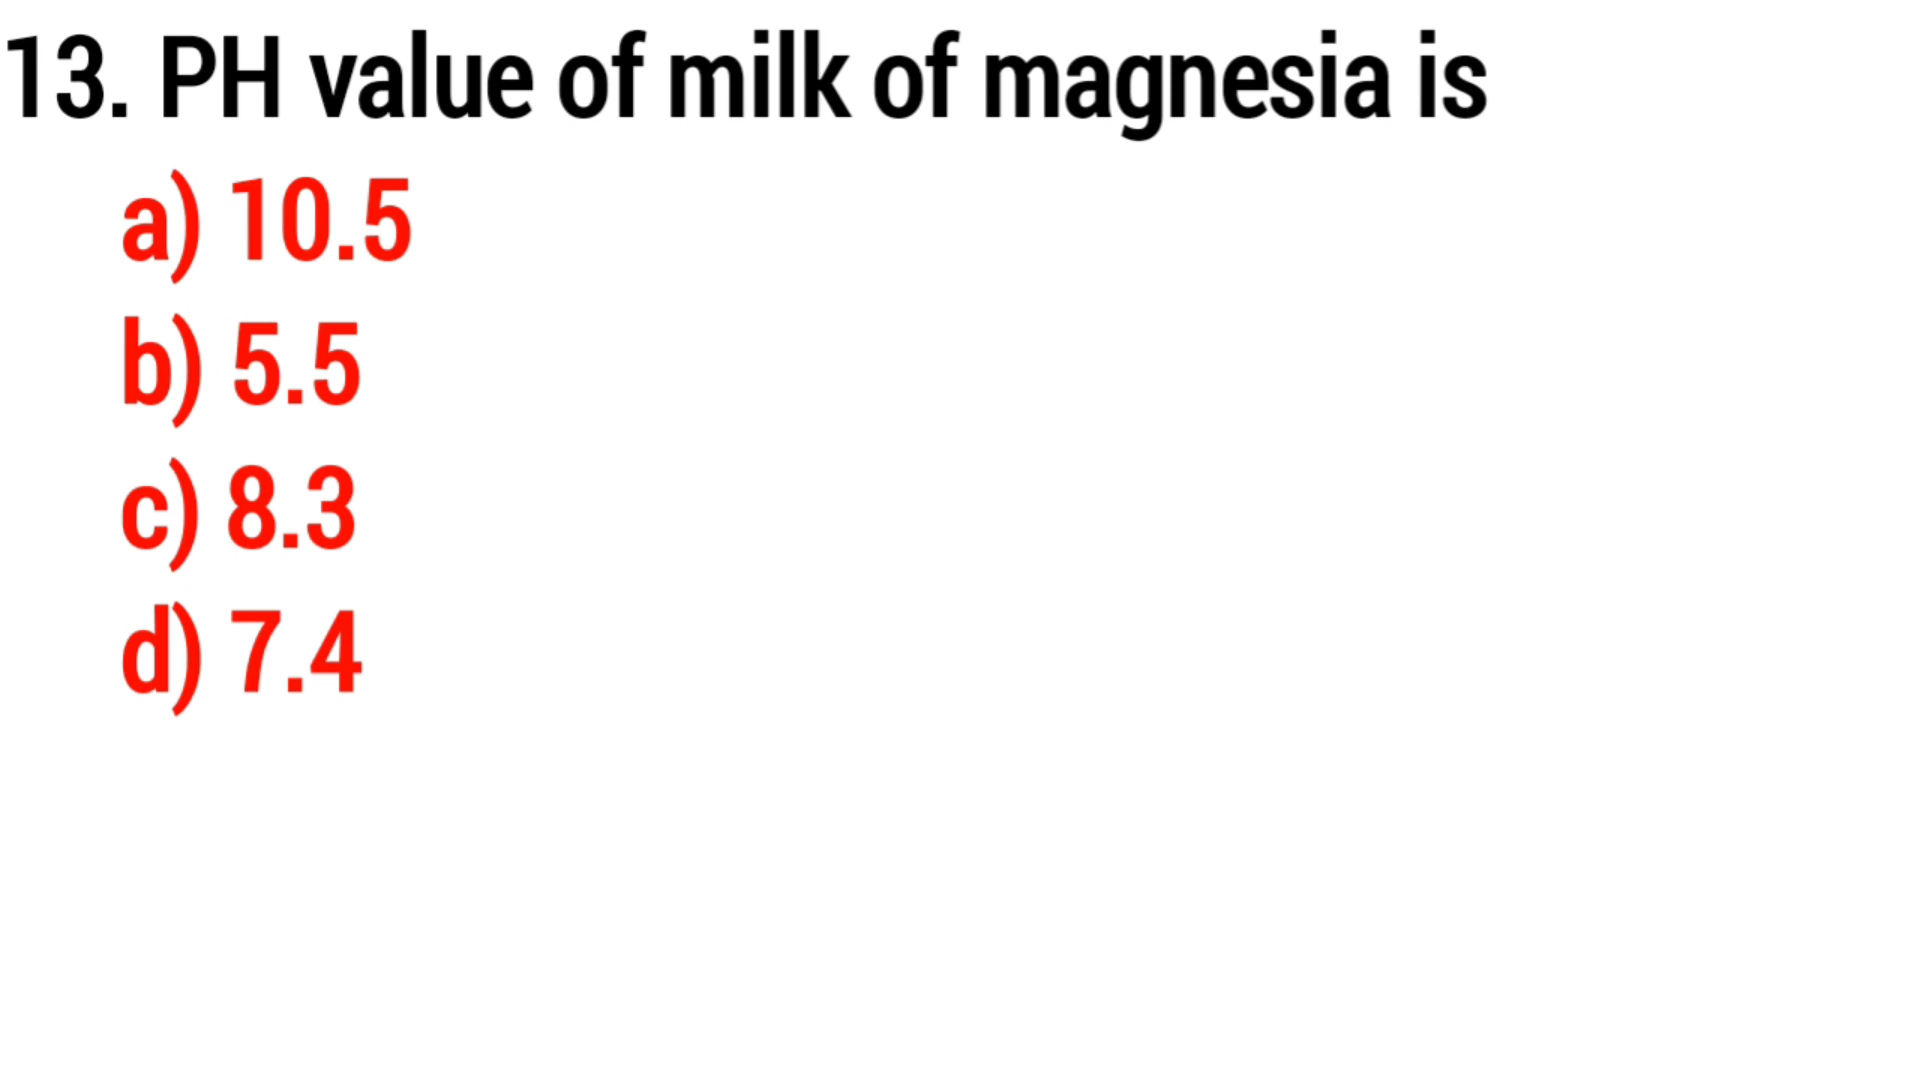 13. PH value of milk of magnesia is
a) 10.5
b) 5.5
c) 8.3
d) 7.4